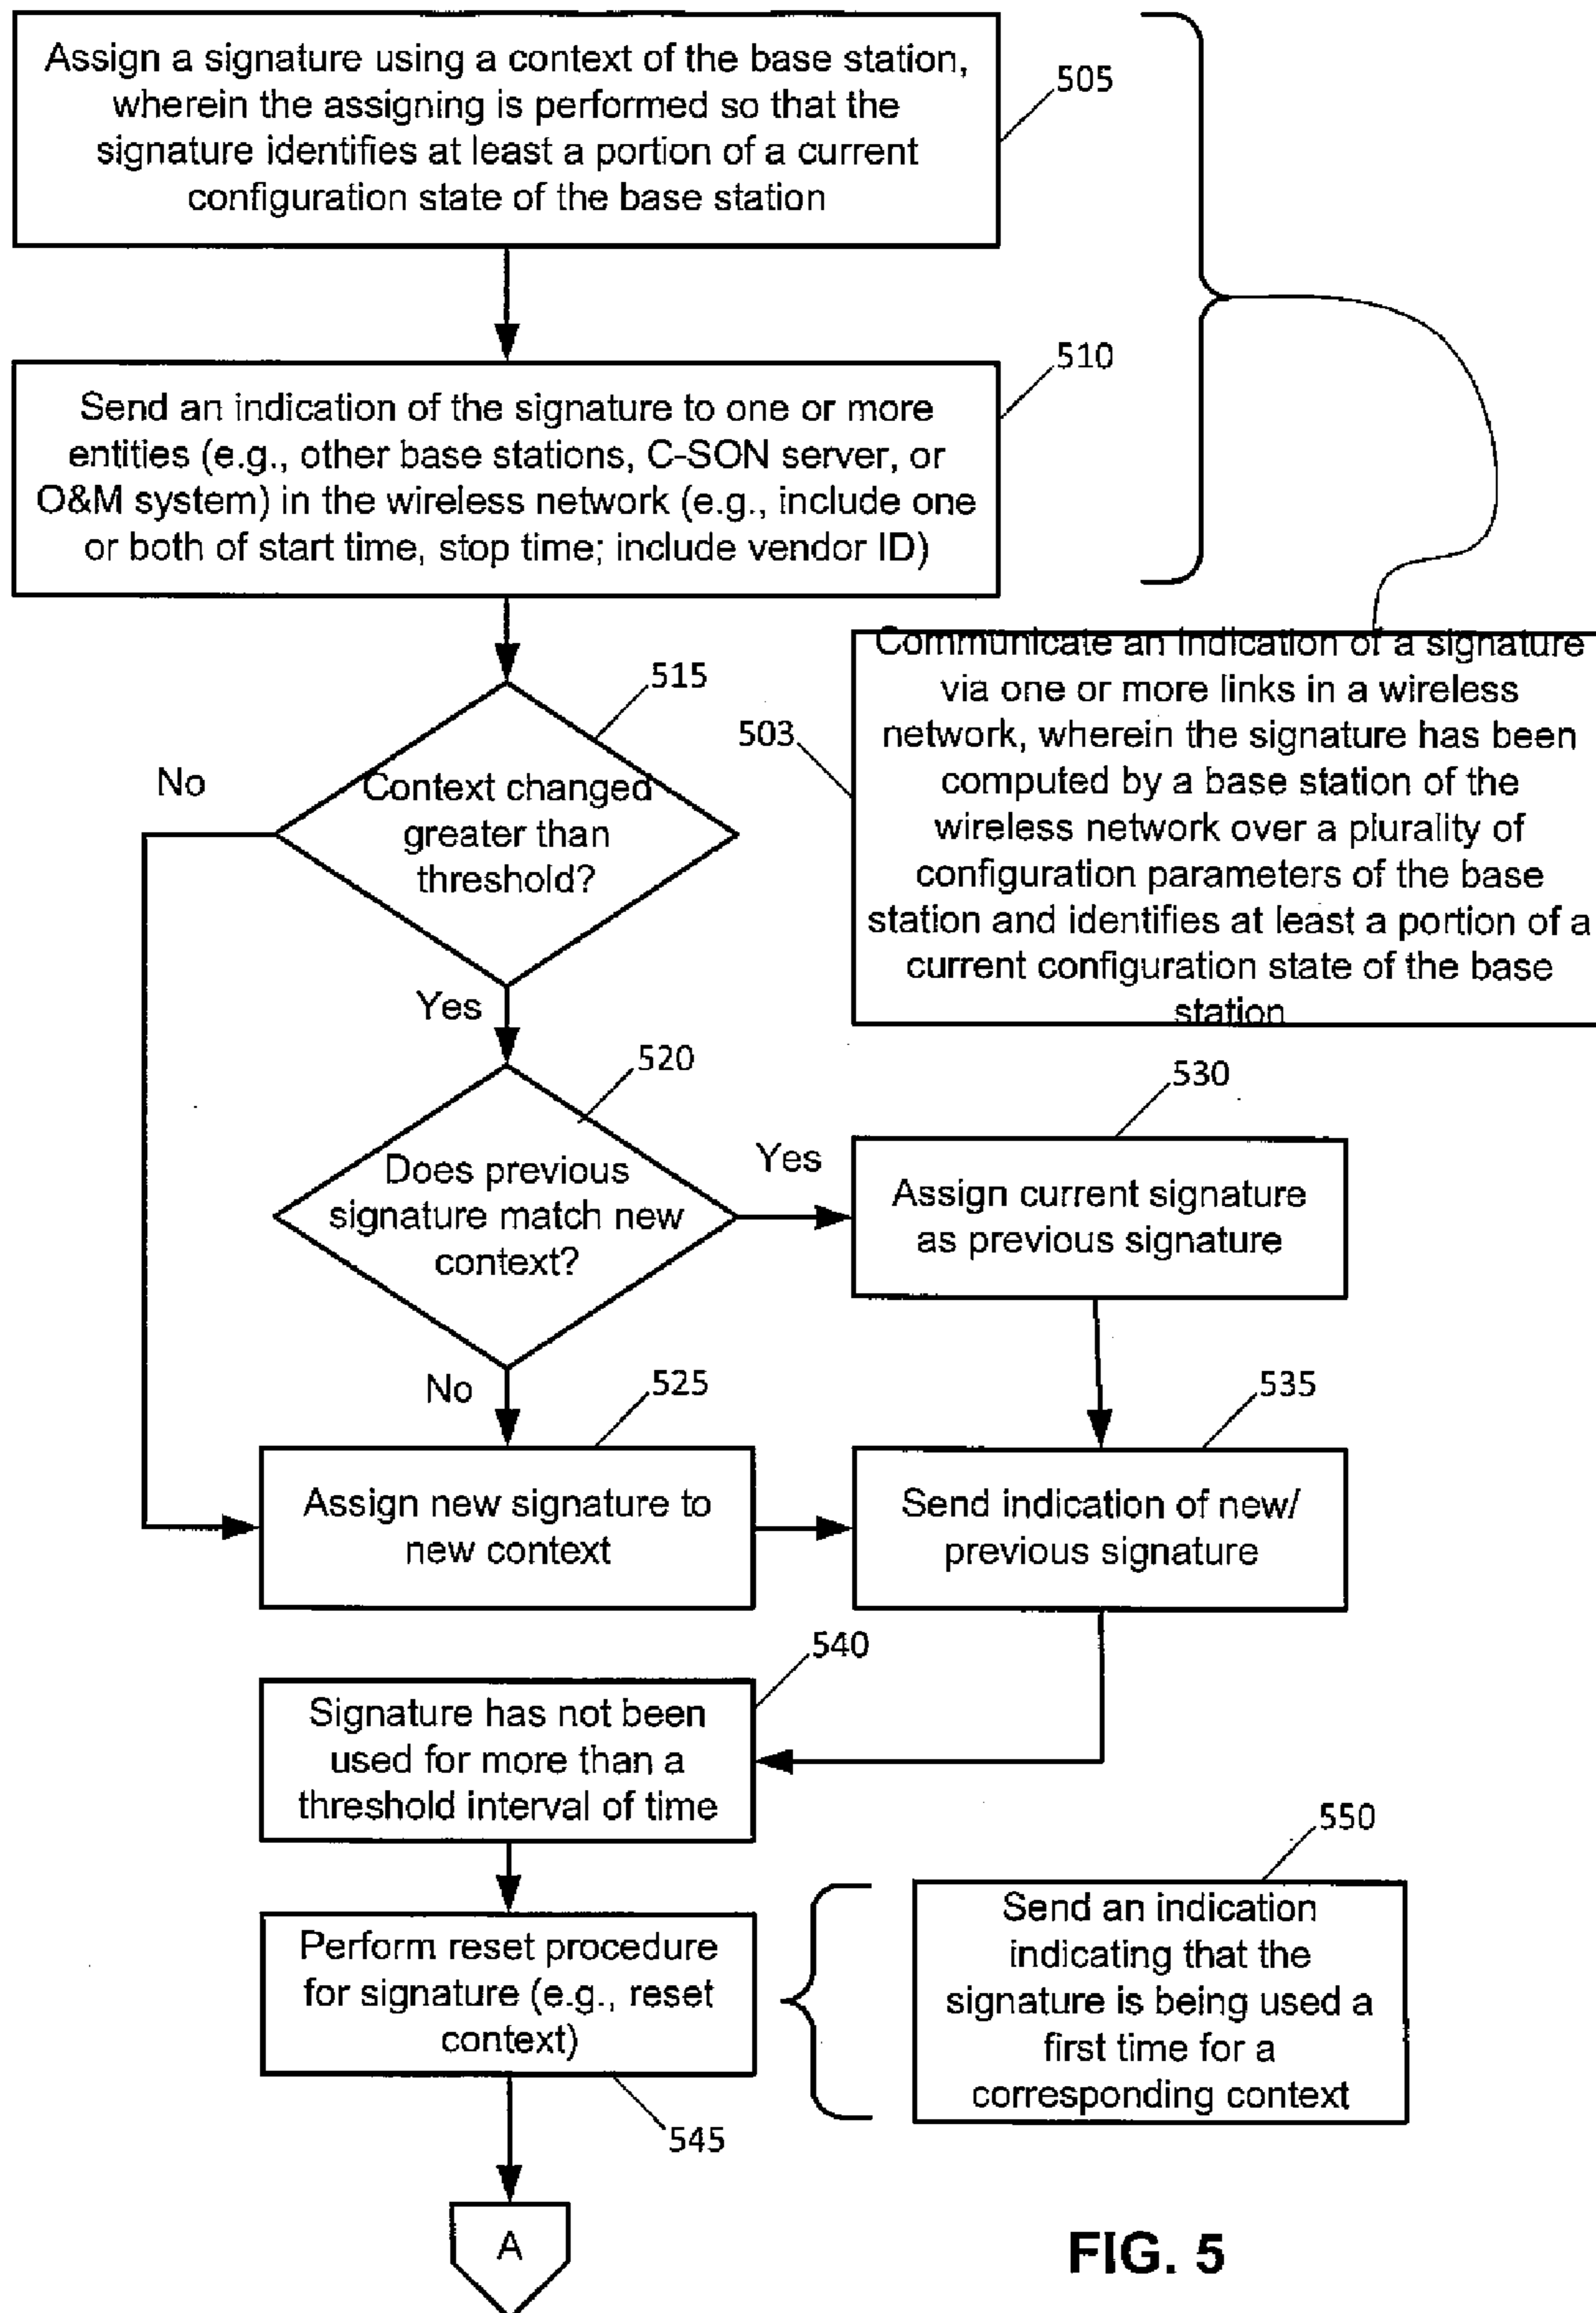 Assign a signature using a context of the base station,
wherein the assigning is performed so that the
signature identifies at least a portion of a current
configuration state of the base station
505
Send an indication of the signature to one or more
entities (e.g., other base stations, C-SON server, or
O&M system) in the wireless network (e.g., include one
or both of start time, stop time; include vendor ID)
510
Communicate an indication of a signature
via one or more links in a wireless
network, wherein the signature has been
computed by a base station of the
wireless network over a plurality of
configuration parameters of the base
station and identifies at least a portion of a
current configuration state of the base
station
503
515
Context changed
greater than
threshold?
No
Yes
520
Does previous
signature match new
context?
Yes
No
530
Assign current signature
as previous signature
525
Assign new signature to
new context
535
Send indication of new/
previous signature
540
Signature has not been
used for more than a
threshold interval of time
550
Send an indication
indicating that the
signature is being used a
first time for a
corresponding context
Perform reset procedure
for signature (e.g., reset
context)
545
A
FIG. 5